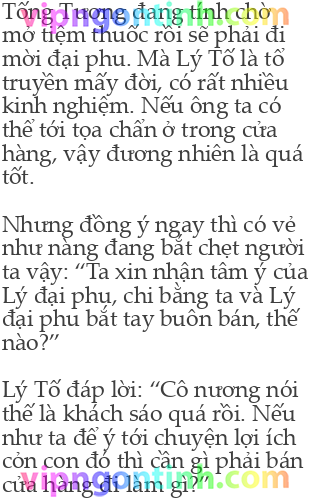 Tống Tương đang tính chờ
mở tiệm thuốc rồi sẽ phải đi
mời đại phu. Mà Lý Tố là tổ
truyền mấy đời, có rất nhiều
kinh nghiệm. Nếu ông ta có
thể tới tọa chẩn ở trong cửa
hàng, vậy đương nhiên là quá
tốt.
Nhưng đồng ý ngay thì có vẻ
như nàng đang bắt chẹt người
ta vậy: “Ta xin nhận tâm ý của
Lý đại phu, chi bằng ta và Lý
đại phu bắt tay buôn bán, thế
nào?”
Lý Tố đáp lời: “Cô nương nói
thế là khách sáo quá rồi. Nếu
như ta để ý tới chuyện lợi ích
cỏn con đó thì cần gì phải bán
cửa hàng đi làm gì?”
vipngontinh.com
vipngontinh.com